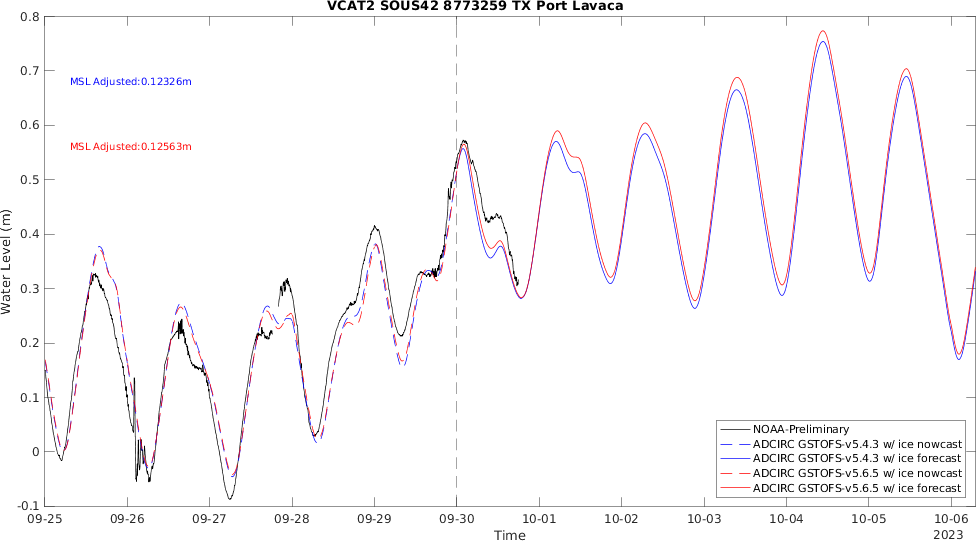 VCAT2 SOUS42 8773259 TX Port Lavaca
0.8
0.7
0.6
0.5
0.4
0.3
0.2
0.1
0
-0.1
Water Level (m)
MSL Adjusted:0.12326m
MSL Adjusted:0.12563m
NOAA-Preliminary
ADCIRC GSTOFS-v5.4.3 w/ ice nowcast
ADCIRC GSTOFS-v5.4.3 w/ ice forecast
ADCIRC GSTOFS-v5.6.5 w/ ice nowcast
ADCIRC GSTOFS-v5.6.5 w/ ice forecast
09-25 09-26 09-27 09-28 09-29 09-30 10-01 10-02 10-03 10-04 10-05 10-06
Time
2023